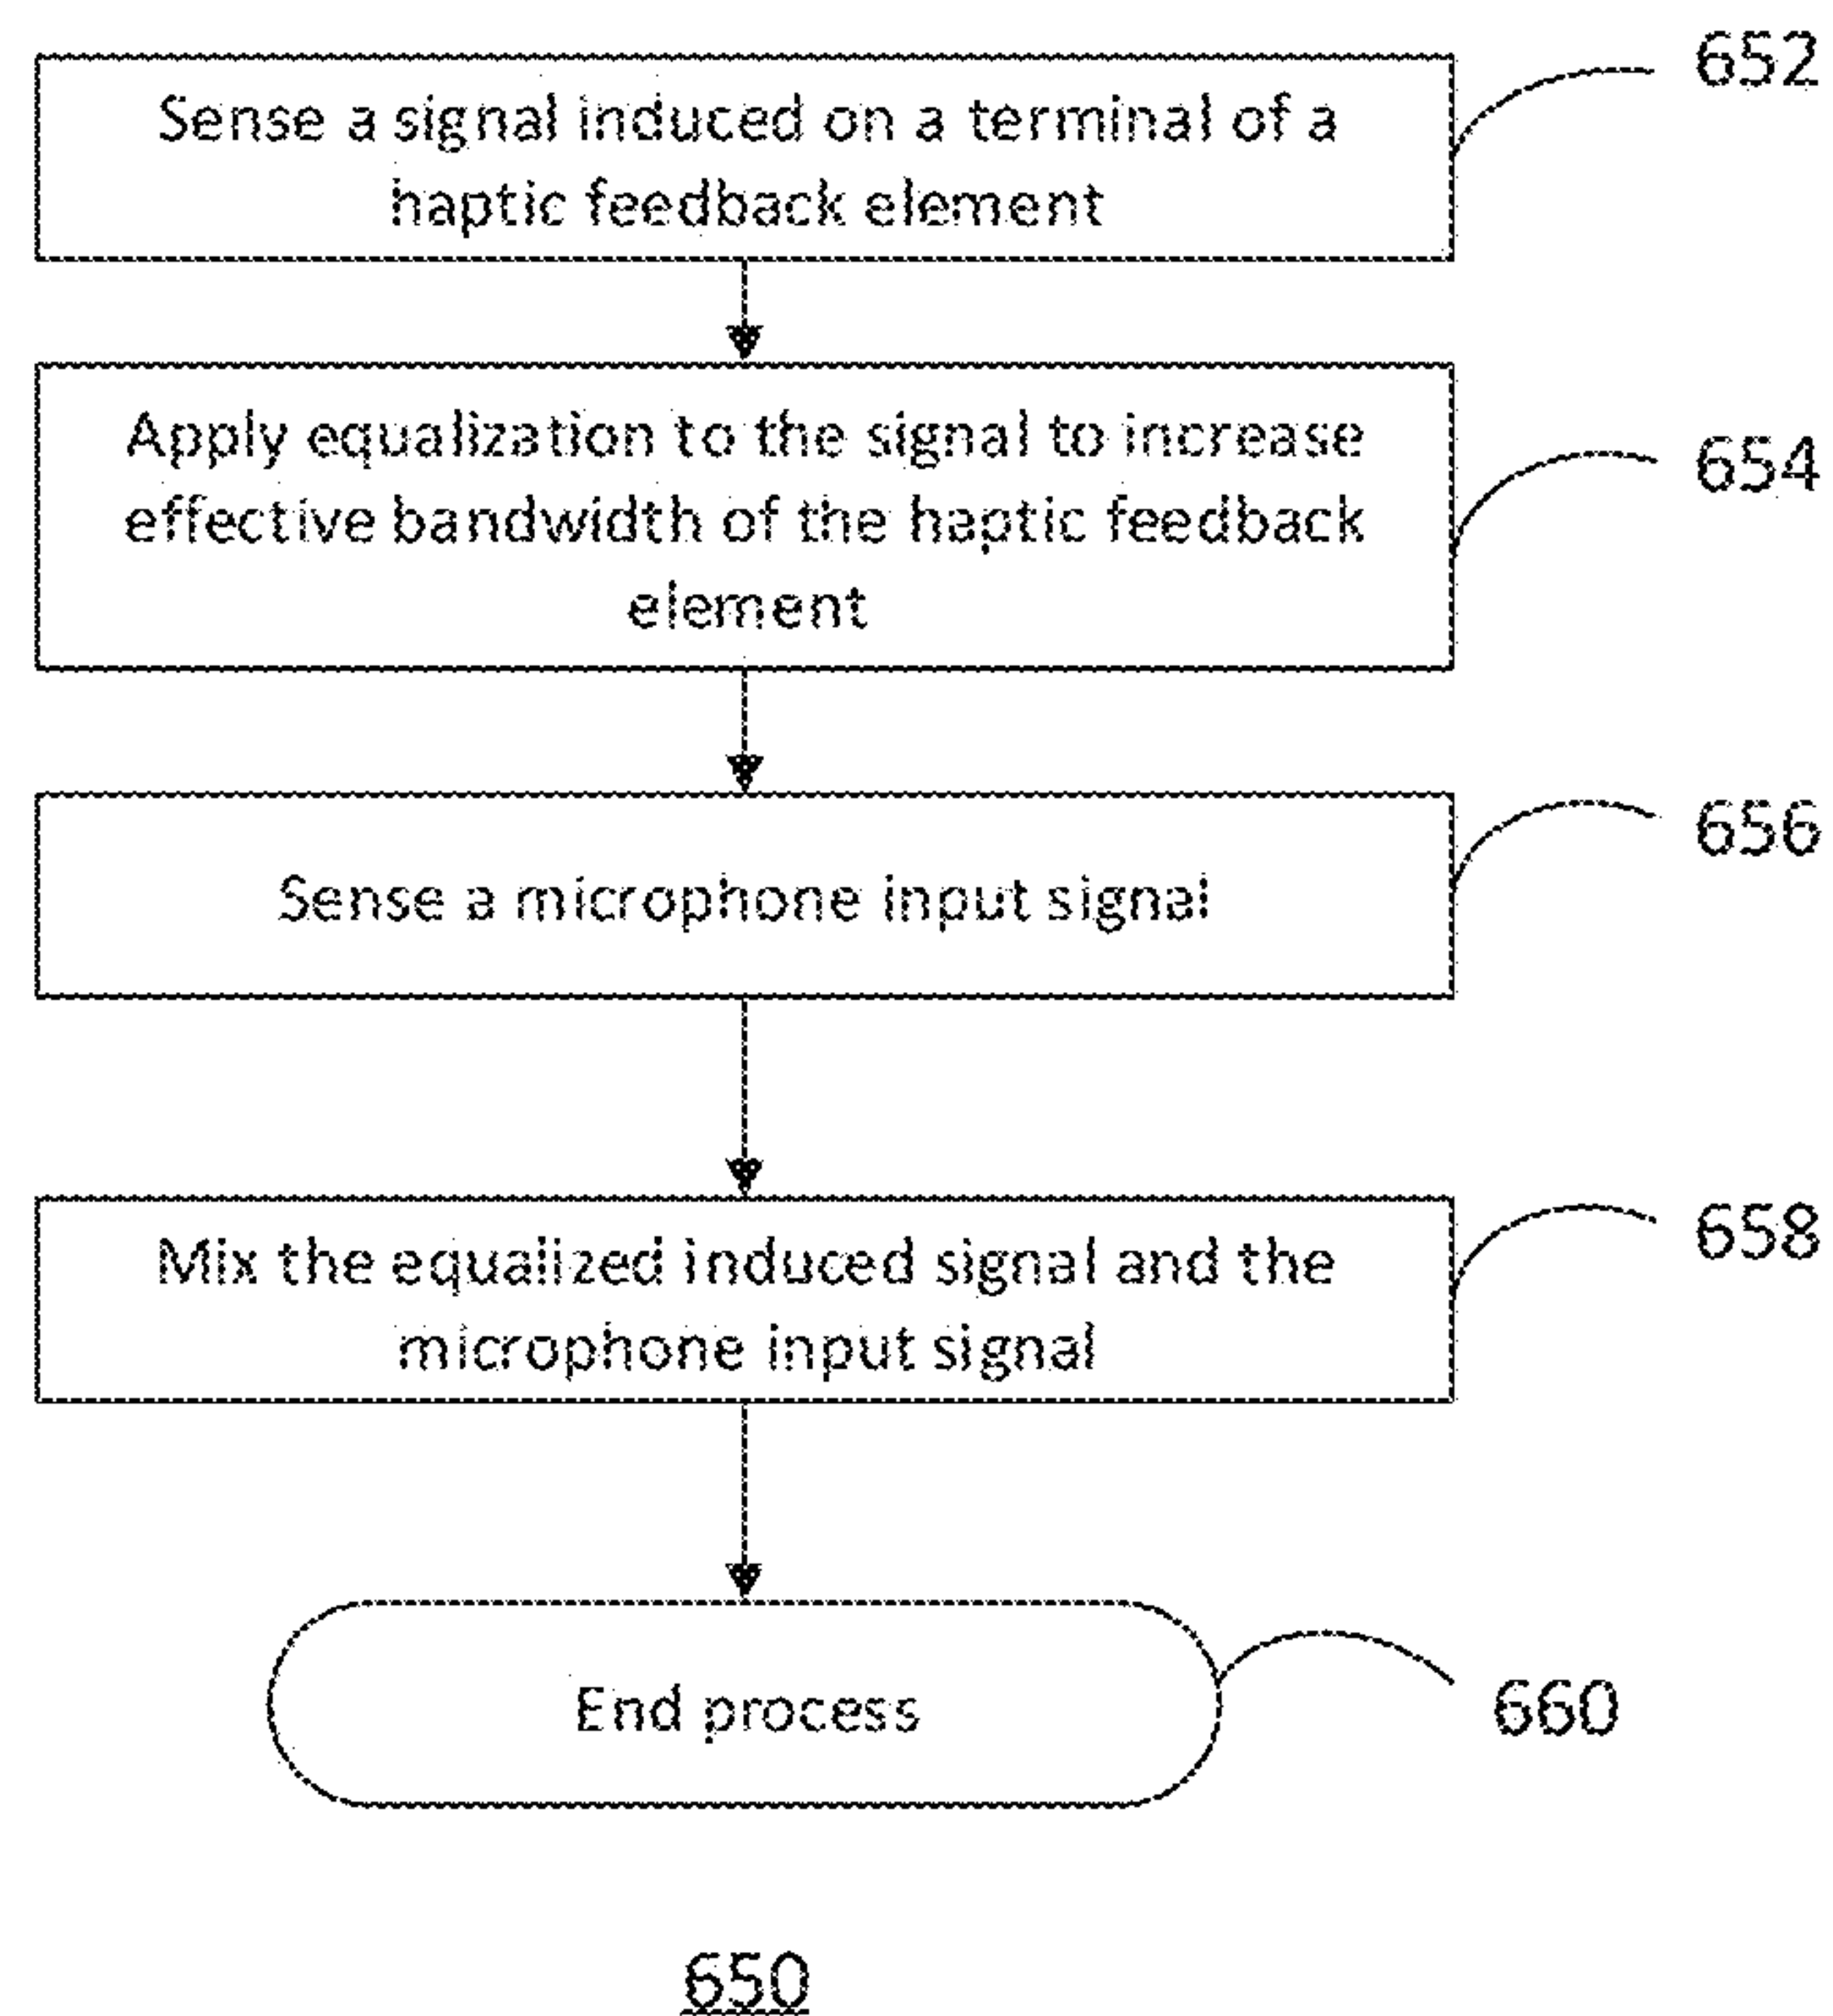 652
Sense a signal induced on a terminal of a
haptic feedback element
654
Apply equalization to the signal to increase
effective bandwidth of the haptic feedback
element
656
Sense a microphone input signal
658
Mix the equalized induced signal and the
microphone input signal
End process
660
650